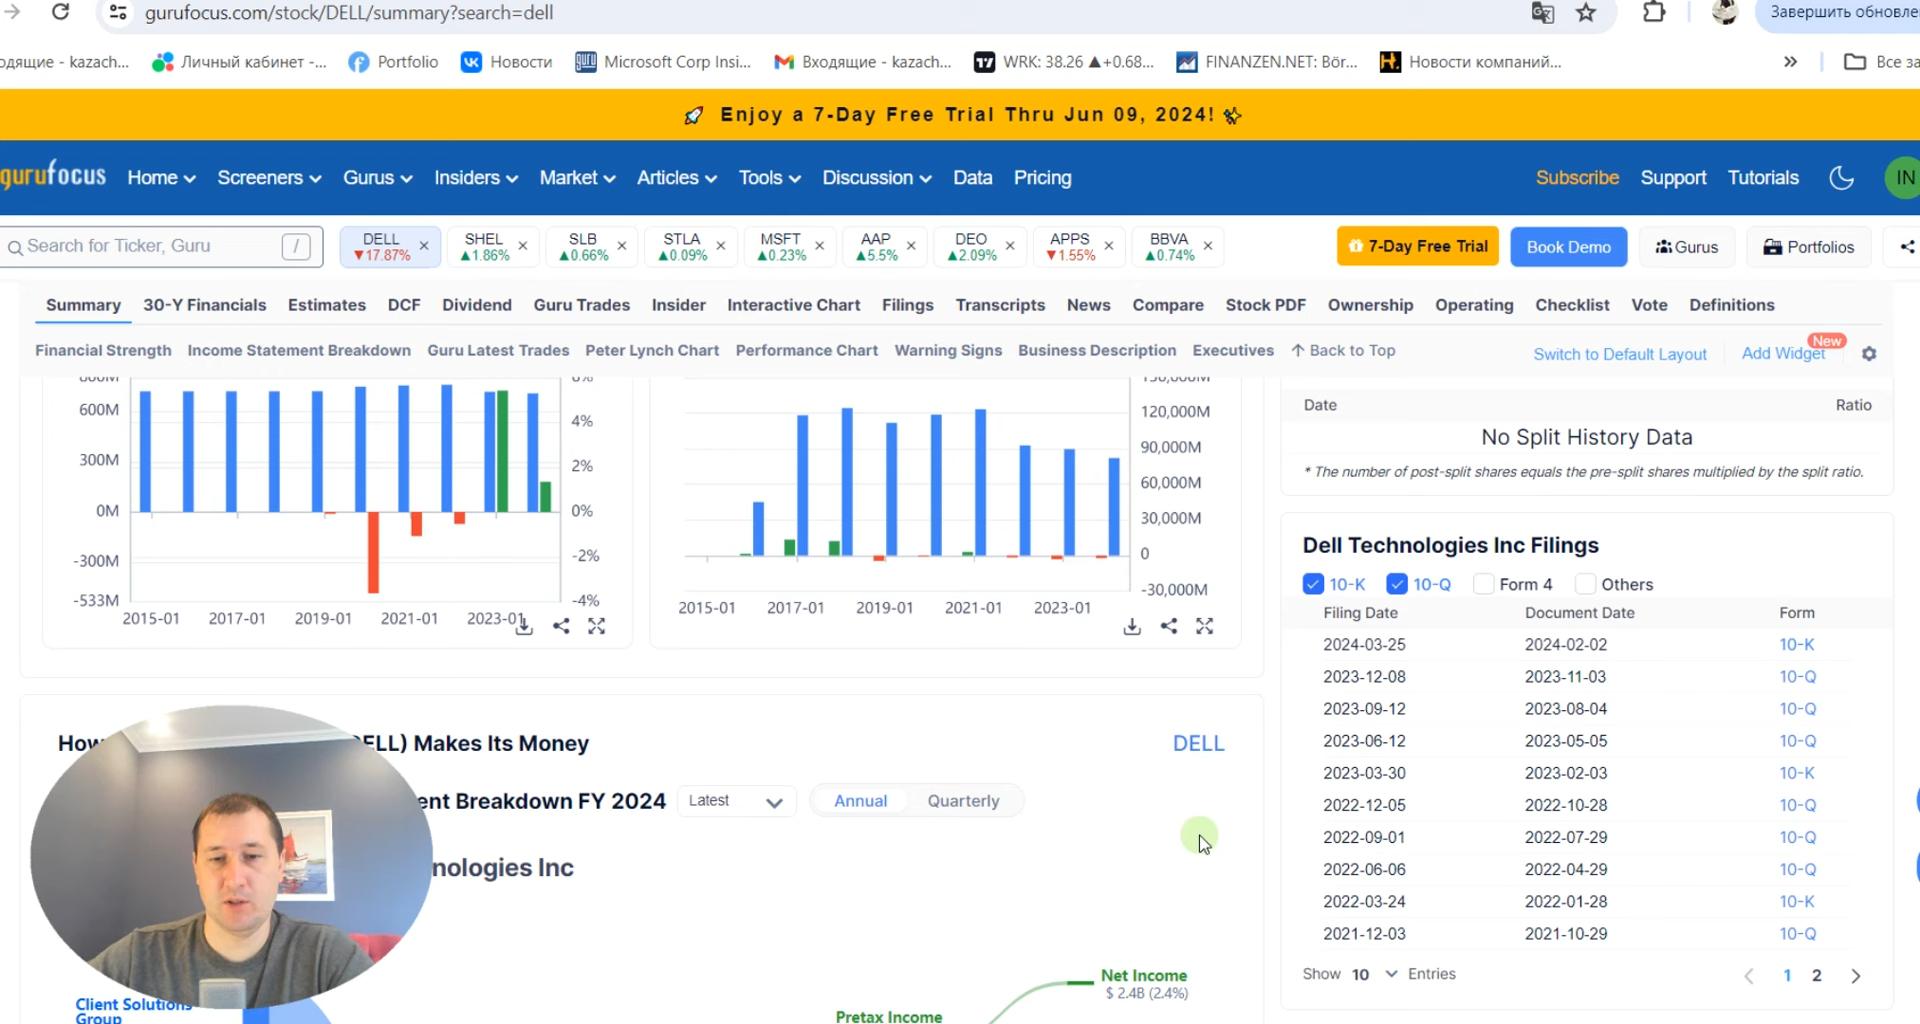 gurufocus.com/stock/DELL/summary?search=dell
Завершить обновле
одящие - kazach...
Личный кабинет -...
Portfolio
Новости
Microsoft Corp Insi...
Входящие - kazach...
WRK: 38.26 ▲+0.68...
FINANZEN.NET: Bör...
Новости компаний...
»
Все за
Enjoy a 7-Day Free Trial Thru Jun 09, 2024!
gurufocus
Home
Screeners
Gurus
Insiders
Market
Articles
Tools
Discussion
Data
Pricing
Subscribe
Support
Tutorials
IN
Search for Ticker, Guru
/
DELL
▼17.87%
SHEL
▲1.86%
SLB
▲0.66%
STLA
▲0.09%
MSFT
▲0.23%
AAP
▲5.5%
DEO
▲2.09%
APPS
▼1.55%
BBVA
▲0.74%
7-Day Free Trial
Book Demo
Gurus
Portfolios
Summary
30-Y Financials
Estimates
DCF
Dividend
Guru Trades
Insider
Interactive Chart
Filings
Transcripts
News
Compare
Stock PDF
Ownership
Operating
Checklist
Vote
Definitions
Financial Strength
Income Statement Breakdown
Guru Latest Trades
Peter Lynch Chart
Performance Chart
Warning Signs
Business Description
Executives
↑ Back to Top
Switch to Default Layout
Add Widget
New
600M
300M
0M
-300M
-533M
4%
2%
0%
-2%
-4%
2015-01
2017-01
2019-01
2021-01
2023-01
120,000M
90,000M
60,000M
30,000M
0
-30,000M
2015-01
2017-01
2019-01
2021-01
2023-01
Date
Ratio
No Split History Data
* The number of post-split shares equals the pre-split shares multiplied by the split ratio.
Dell Technologies Inc Filings
10-K
10-Q
Form 4
Others
Filing Date Document Date Form
2024-03-25 2024-02-02 10-K
2023-12-08 2023-11-03 10-Q
2023-09-12 2023-08-04 10-Q
2023-06-12 2023-05-05 10-Q
2023-03-30 2023-02-03 10-K
2022-12-05 2022-10-28 10-Q
2022-09-01 2022-07-29 10-Q
2022-06-06 2022-04-29 10-Q
2022-03-24 2022-01-28 10-K
2021-12-03 2021-10-29 10-Q
Show 10 Entries
1 2
How
ELL) Makes Its Money
DELL
ent Breakdown FY 2024
Latest
Annual
Quarterly
nologies Inc
Client Solutions
Group
Net Income
$ 2.4B (2.4%)
Pretax Income